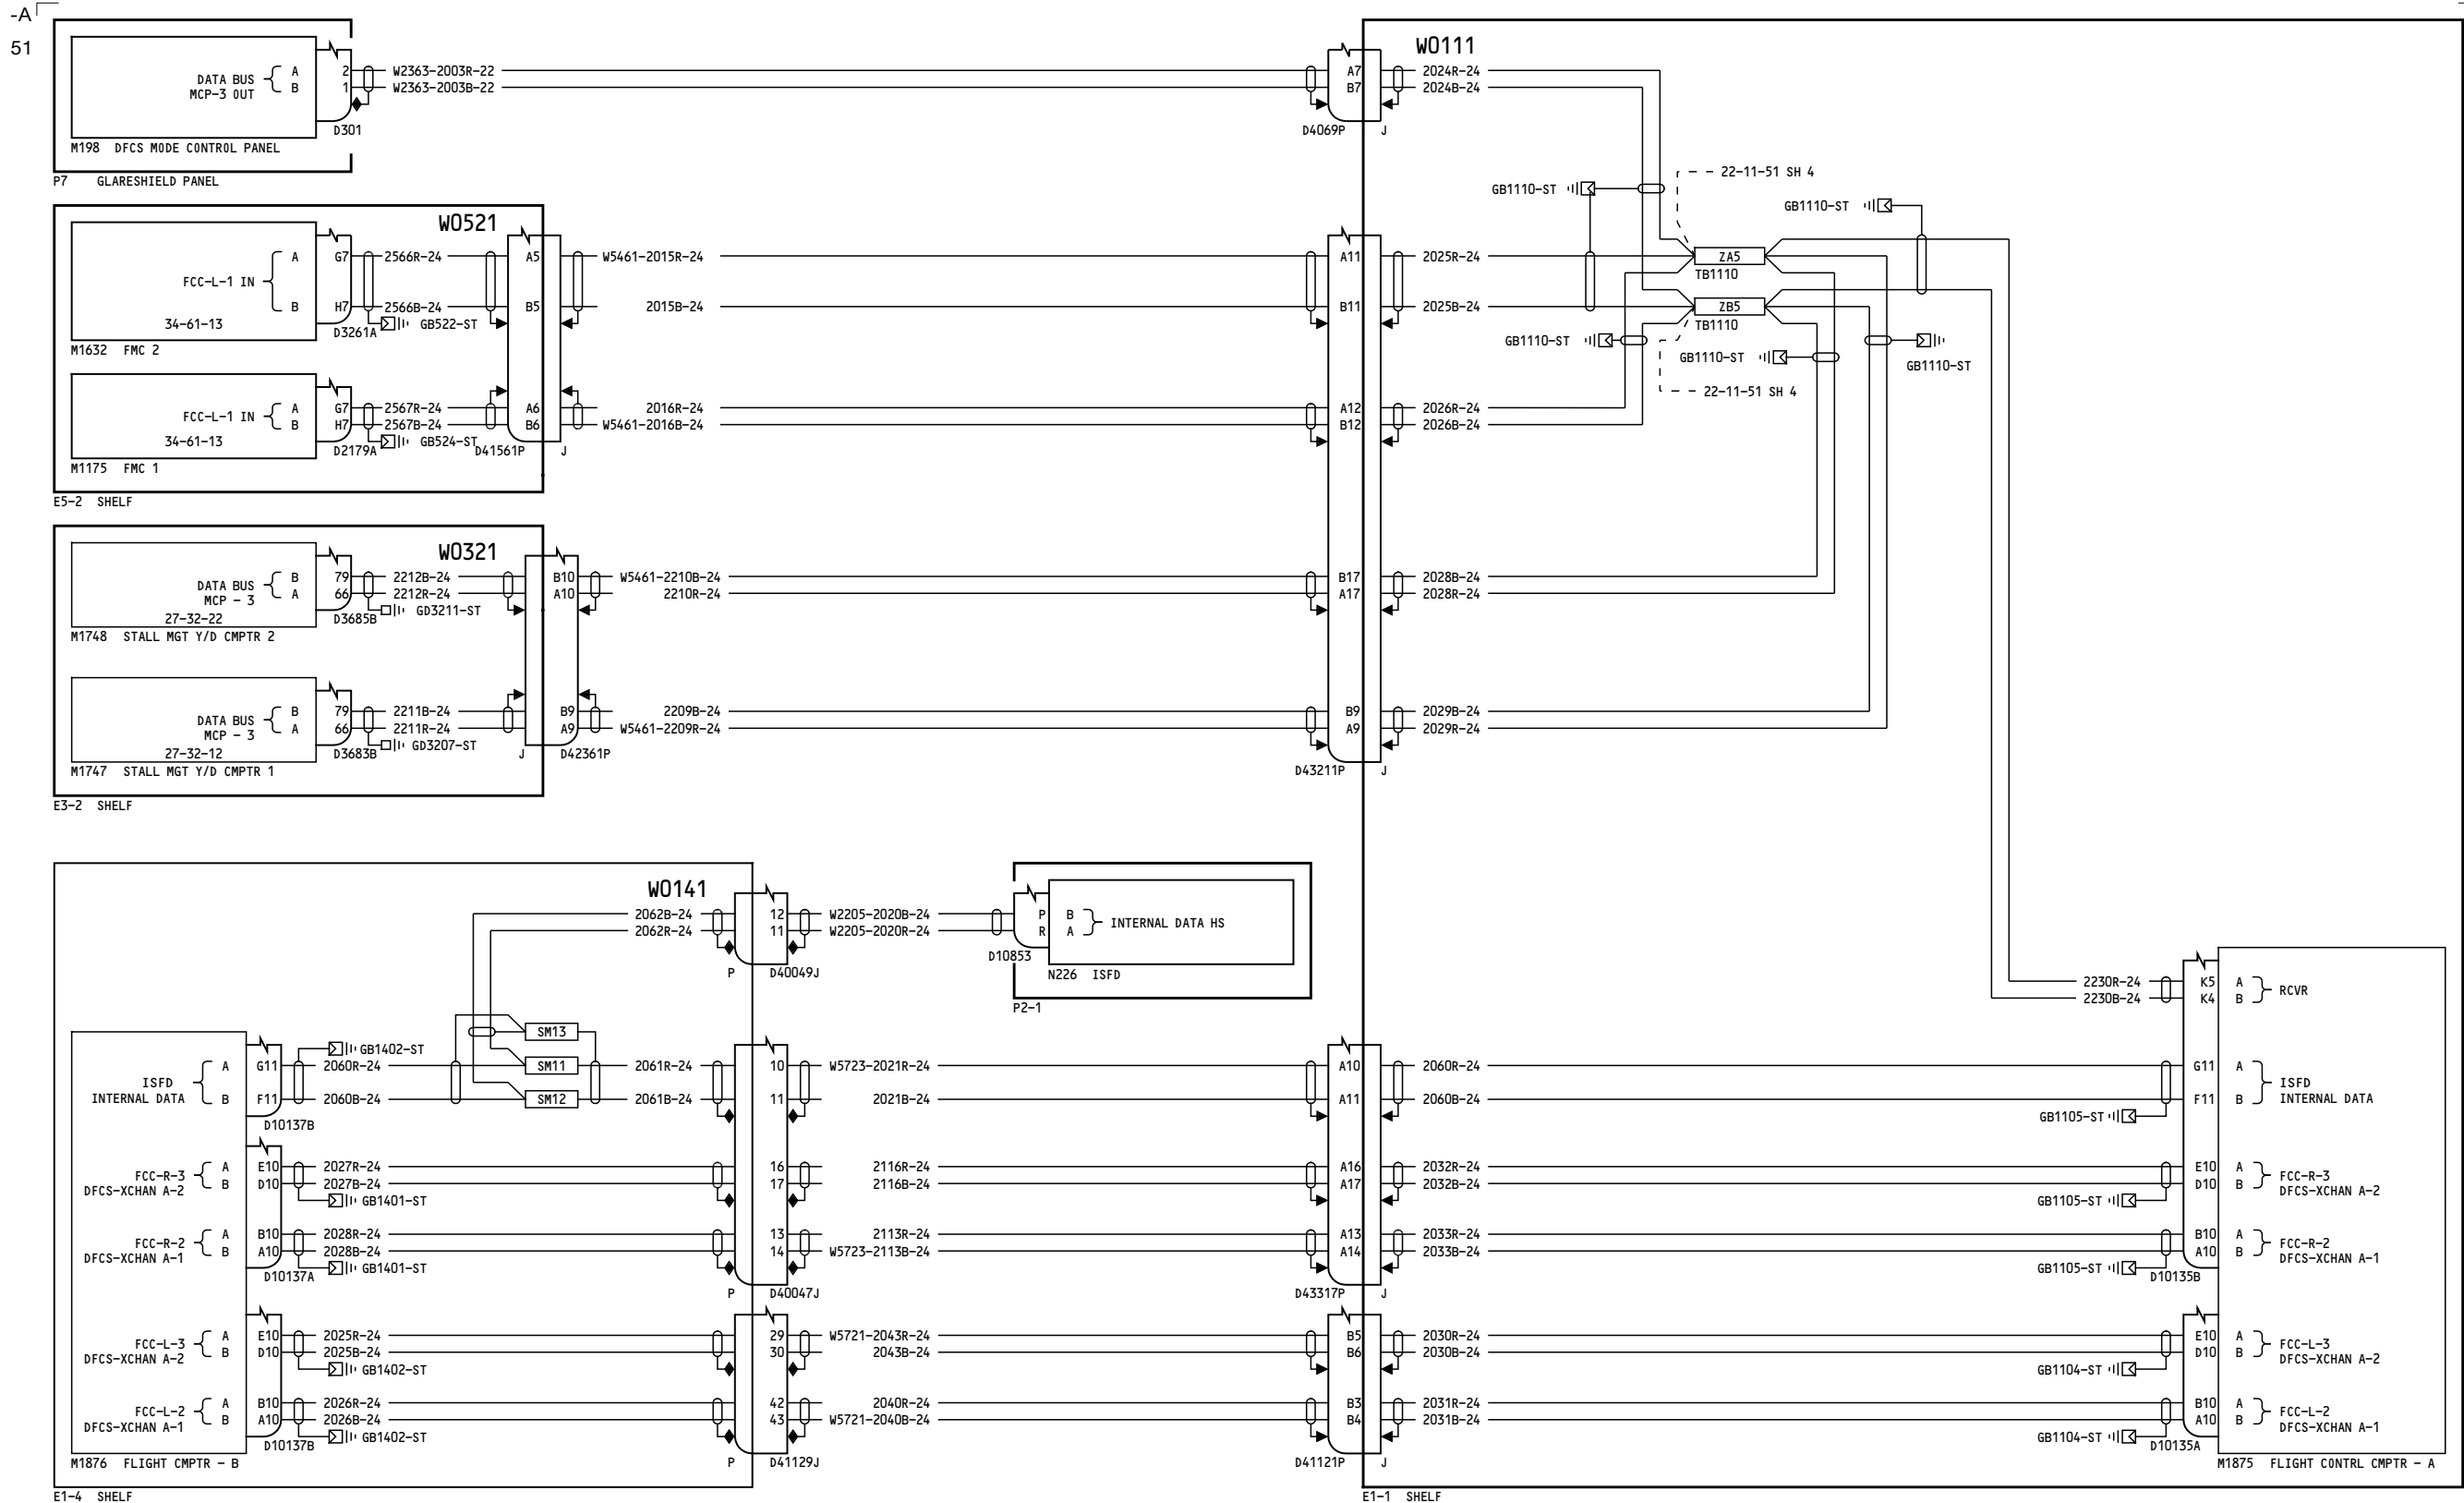 -A
51
DATA BUS
MCP-3 OUT
A
B
2
1
W2363-2003R-22
W2363-2003B-22
D301
M198 DFCS MODE CONTROL PANEL
P7 GLARESHIELD PANEL
A7
B7
D4069P
J
W0111
2024R-24
2024B-24
GB1110-ST
22-11-51 SH 4
GB1110-ST
W0521
FCC-L-1 IN
A
B
34-61-13
G7
H7
2566R-24
2566B-24
D3261A
GB522-ST
M1632 FMC 2
A5
B5
W5461-2015R-24
2015B-24
A11
B11
2025R-24
2025B-24
ZA5
TB1110
ZB5
TB1110
GB1110-ST
GB1110-ST
GB1110-ST
22-11-51 SH 4
FCC-L-1 IN
A
B
34-61-13
G7
H7
2567R-24
2567B-24
D2179A
GB524-ST
D41561P
J
M1175 FMC 1
E5-2 SHELF
A6
B6
2016R-24
W5461-2016B-24
A12
B12
2026R-24
2026B-24
W0321
DATA BUS
MCP - 3
B
A
27-32-22
79
66
2212B-24
2212R-24
D3685B
GD3211-ST
M1748 STALL MGT Y/D CMPTR 2
B10
A10
W5461-2210B-24
2210R-24
B17
A17
2028B-24
2028R-24
DATA BUS
MCP - 3
B
A
27-32-12
79
66
2211B-24
2211R-24
D3683B
GD3207-ST
M1747 STALL MGT Y/D CMPTR 1
E3-2 SHELF
J
D42361P
B9
A9
2209B-24
W5461-2209R-24
B9
A9
D43211P
J
2029B-24
2029R-24
W0141
2062B-24
2062R-24
12
11
P
D40049J
W2205-2020B-24
W2205-2020R-24
P
R
B
A
INTERNAL DATA HS
D10853
N226 ISFD
P2-1
2230R-24
2230B-24
K5
K4
A
B
RCVR
ISFD
INTERNAL DATA
A
B
G11
F11
GB1402-ST
2060R-24
2060B-24
D10137B
SM13
SM11
SM12
2061R-24
2061B-24
10
11
W5723-2021R-24
2021B-24
A10
A11
2060R-24
2060B-24
GB1105-ST
G11
F11
A
B
ISFD
INTERNAL DATA
FCC-R-3
DFCS-XCHAN A-2
A
B
E10
D10
2027R-24
2027B-24
GB1401-ST
16
17
2116R-24
2116B-24
A16
A17
2032R-24
2032B-24
GB1105-ST
E10
D10
A
B
FCC-R-3
DFCS-XCHAN A-2
FCC-R-2
DFCS-XCHAN A-1
A
B
B10
A10
2028R-24
2028B-24
D10137A
GB1401-ST
13
14
P
D40047J
2113R-24
W5723-2113B-24
A13
A14
D43317P
J
2033R-24
2033B-24
GB1105-ST
B10
A10
D10135B
A
B
FCC-R-2
DFCS-XCHAN A-1
FCC-L-3
DFCS-XCHAN A-2
A
B
E10
D10
2025R-24
2025B-24
GB1402-ST
29
30
W5721-2043R-24
2043B-24
B5
B6
2030R-24
2030B-24
GB1104-ST
E10
D10
A
B
FCC-L-3
DFCS-XCHAN A-2
FCC-L-2
DFCS-XCHAN A-1
A
B
B10
A10
2026R-24
2026B-24
D10137B
GB1402-ST
42
43
P
D41129J
2040R-24
W5721-2040B-24
B3
B4
D41121P
J
2031R-24
2031B-24
GB1104-ST
B10
A10
D10135A
A
B
FCC-L-2
DFCS-XCHAN A-1
M1876 FLIGHT CMPTR - B
M1875 FLIGHT CONTRL CMPTR - A
E1-4 SHELF
E1-1 SHELF